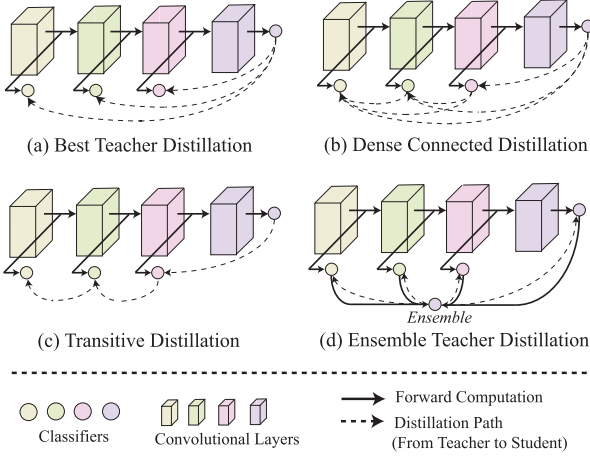 (a) Best Teacher Distillation
(b) Dense Connected Distillation
(c) Transitive Distillation
Ensemble
(d) Ensemble Teacher Distillation
Classifiers
Convolutional Layers
Forward Computation
Distillation Path
(From Teacher to Student)